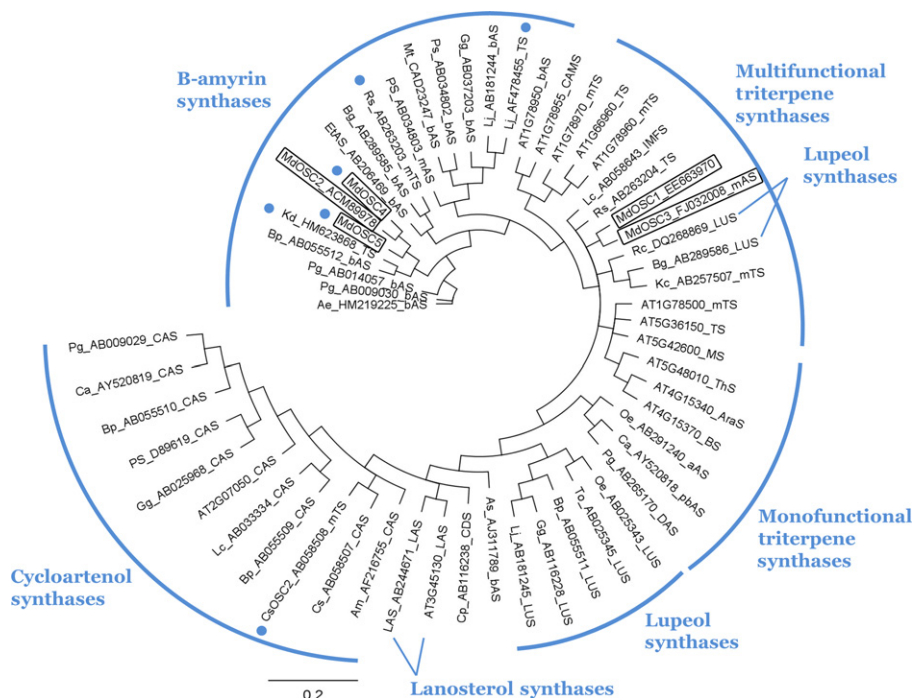 B-amyrin
synthases
Multifunctional
triterpene
synthases
Lupeol
synthases
Monofunctional
triterpene
synthases
Lupeol
synthases
Lanosterol synthases
Cycloartenol
synthases
Ae_HM219225_bAS
Pg_AB009030_bAS
Pg_AB014057_bAS
Bp_AB055512_bAS
Kd_HM623868_TS
MdOSC5
MdOSC2_ACM89978
MdOSC4
EtAS_AB206469_bAS
Bg_AB289585_bAS
Rs_AB263203_mTS
PS_AB034803_mAS
Mt_CAD23247_bAS
Ps_AB034802_bAS
Gg_AB037203_bAS
Lj_AB181244_bAS
Lj_AF478455_TS
AT1G78950_bAS
AT1G78955_CAMS
AT1G78970_mTS
AT1G66960_TS
AT1G78960_mTS
Lc_AB058643_IMFS
Rs_AB263204_TS
MdOSC1_EE663970
MdOSC3_FJ032008_mAS
Rc_DQ268869_LUS
Bg_AB289586_LUS
Kc_AB257507_mTS
AT1G78500_mTS
AT5G36150_TS
AT5G42600_MS
AT5G48010_ThS
AT4G15340_AraS
AT4G15370_BS
Oe_AB291240_aAS
Ca_AY520818_pbAS
Pg_AB265170_DAS
Oe_AB025343_LUS
To_AB025345_LUS
Bp_AB055511_LUS
Gg_AB116228_LUS
Lj_AB181245_LUS
As_AJ311789_bAS
Cp_AB116238_CDS
AT3G45130_LAS
LAS_AB244671_LAS
Am_AF216755_CAS
Cs_AB058507_CAS
CsOSC2_AB058508_mTS
Bp_AB055509_CAS
Lc_AB033334_CAS
AT2G07050_CAS
Gg_AB025968_CAS
PS_D89619_CAS
Bp_AB055510_CAS
Ca_AY520819_CAS
Pg_AB009029_CAS
0.2